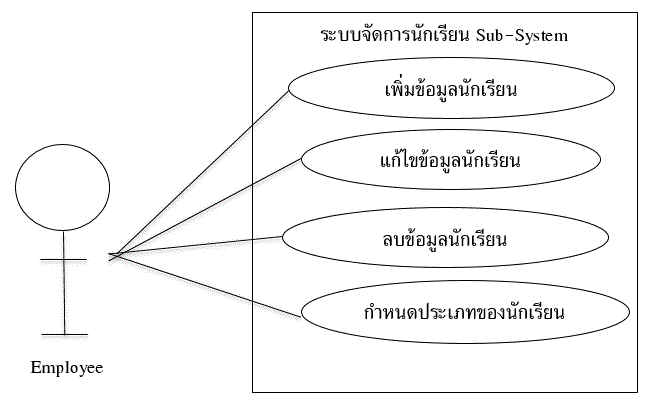 ระบบจัดการนักเรียน Sub-System
เพิ่มข้อมูลนักเรียน
แก้ไขข้อมูลนักเรียน
ลบข้อมูลนักเรียน
กำหนดประเภทของนักเรียน
Employee